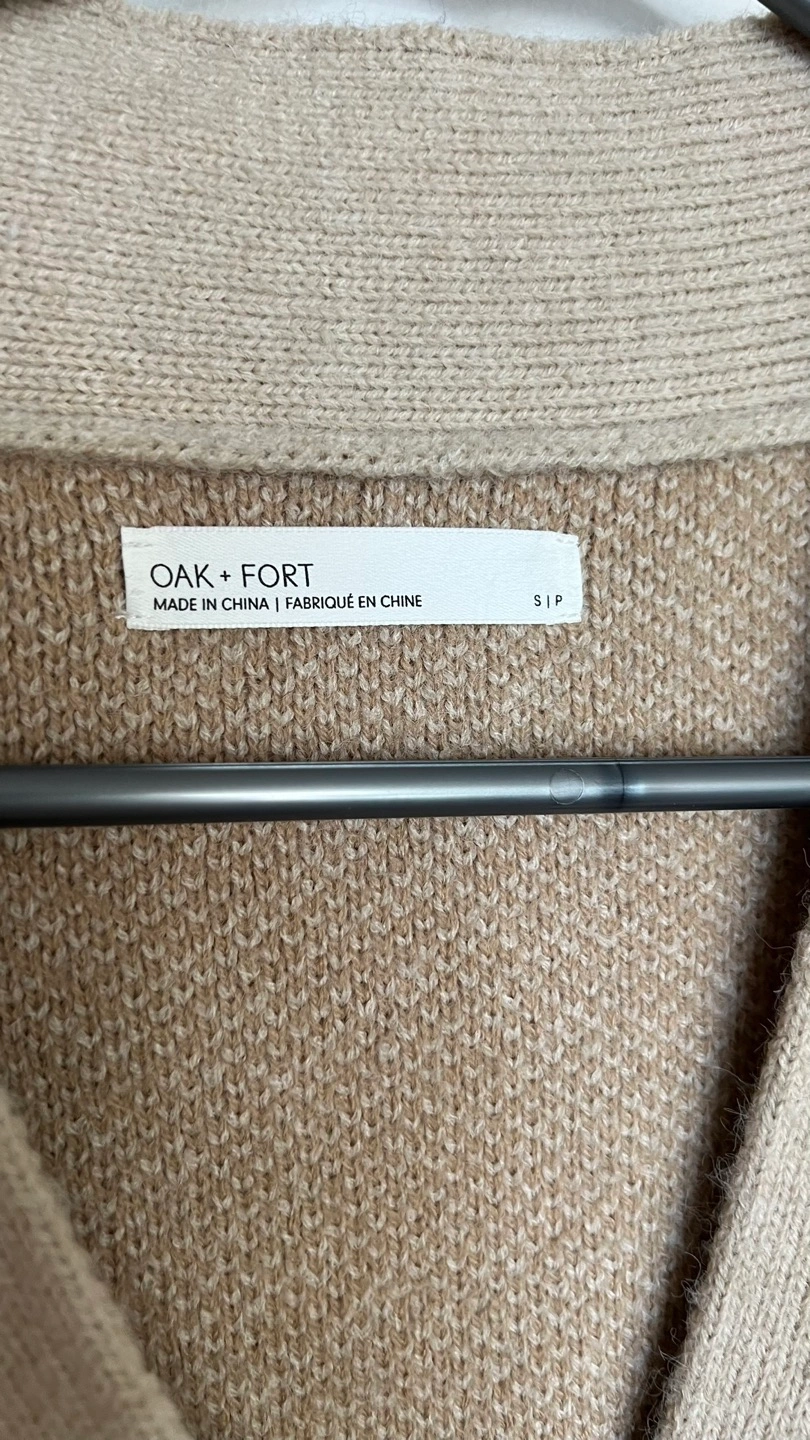 OAK + FORT
MADE IN CHINA | FABRIQUÉ EN CHINE S | P